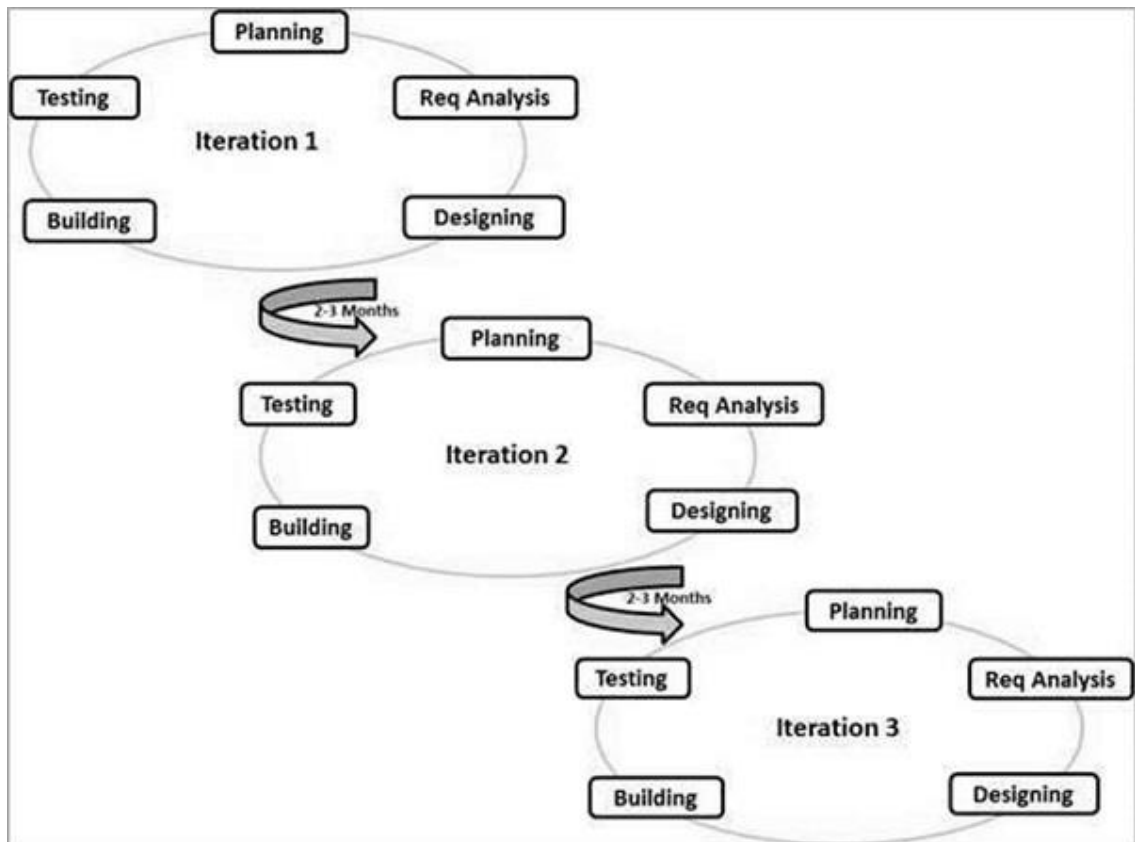 Planning
Testing
Req Analysis
Iteration 1
Building
Designing
2-3 Months
Planning
Testing
Req Analysis
Iteration 2
Building
Designing
2-3 Months
Planning
Testing
Req Analysis
Iteration 3
Building
Designing